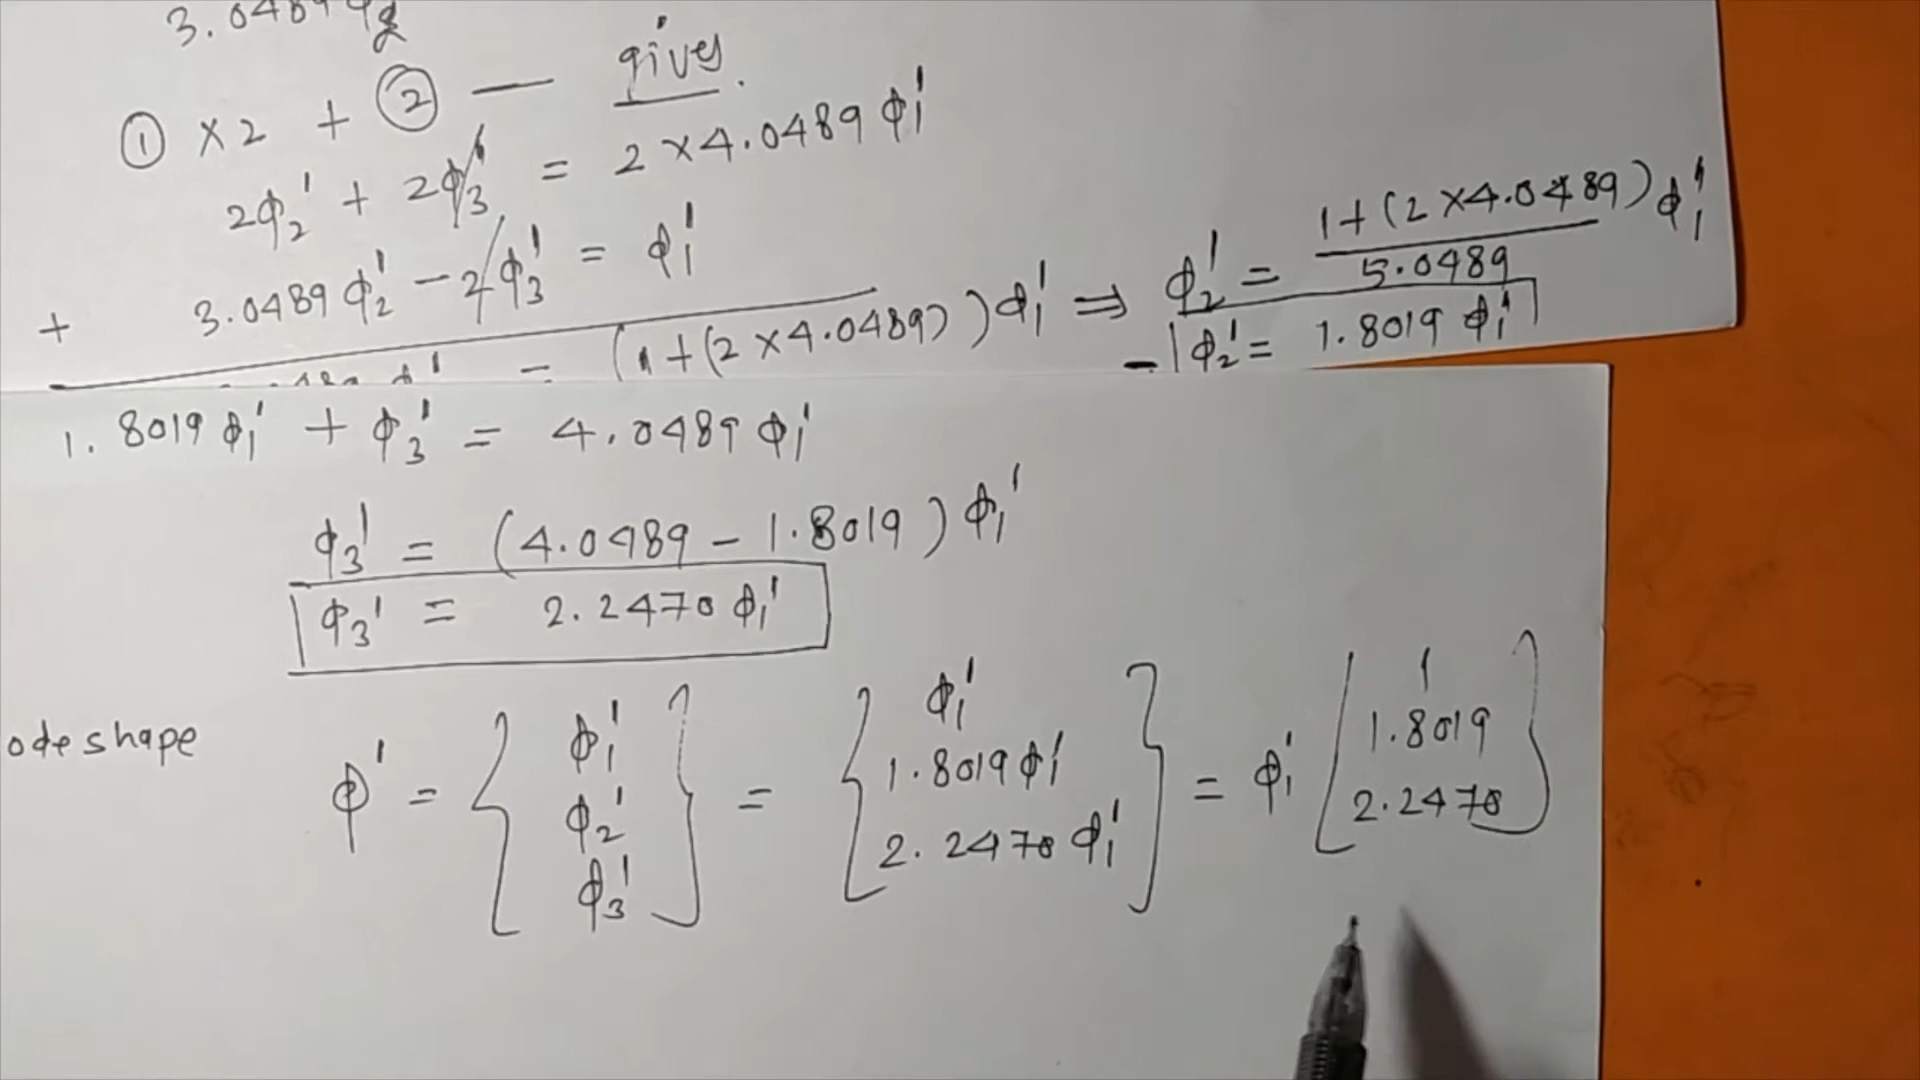 3.0489 φ
① ×2 + ② — gives.
2φ₂' + 2φ₃' = 2×4.0489 φ₁'
+ 3.0489 φ₂' − 2φ₃' = φ₁'
= (1+(2×4.0489))φ₁' ⇒ φ₂' = 1+(2×4.0489)φ₁' / 5.0489
φ₂' = 1.8019 φ₁'
1.8019 φ₁' + φ₃' = 4.0489 φ₁'
φ₃' = (4.0489 − 1.8019) φ₁'
φ₃' = 2.2470 φ₁'
ode shape
φ' = { φ₁' φ₂' φ₃' } = { φ₁' 1.8019 φ₁' 2.2470 φ₁' } = φ₁' { 1 1.8019 2.2470 }